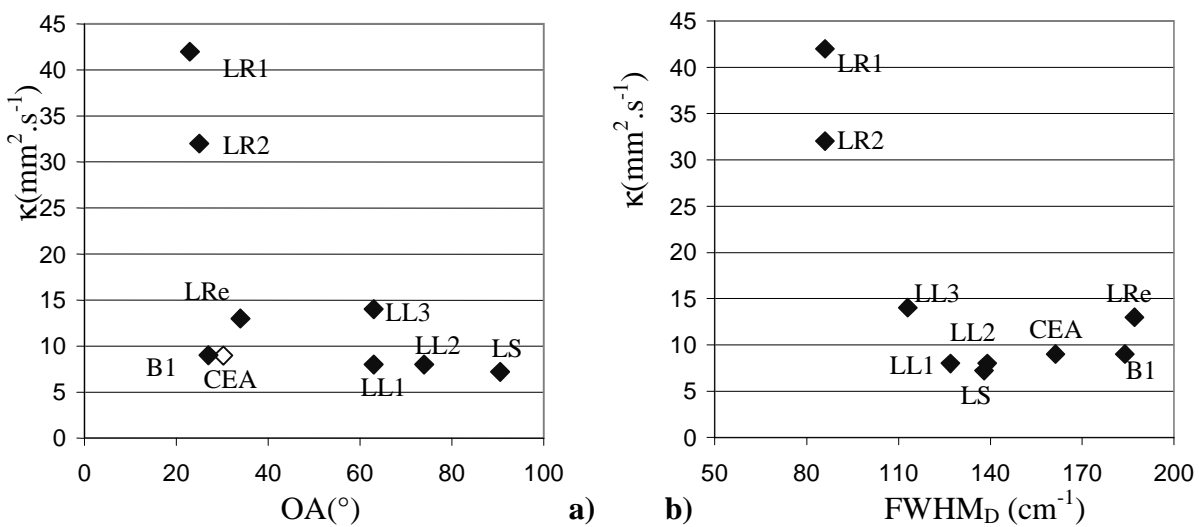 45
40
35
30
25
20
15
10
5
0
κ(mm².s⁻¹)
LR1
LR2
LRe
LL3
B1
CEA
LL1
LL2
LS
0 20 40 60 80 100
OA(°)
a)
45
40
35
30
25
20
15
10
5
0
κ(mm².s⁻¹)
LR1
LR2
LL3
LRe
LL2
CEA
LL1
LS
B1
50 80 110 140 170 200
b)
FWHM_D (cm⁻¹)